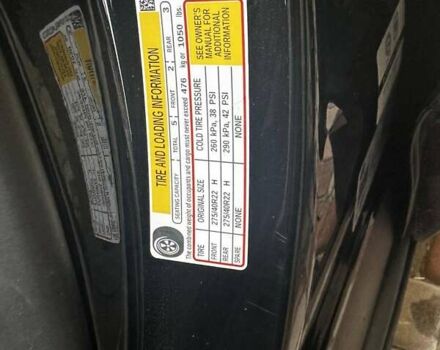 TIRE AND LOADING INFORMATION
SEATING CAPACITY TOTAL 5 FRONT 2 REAR 3
The combined weight of occupants and cargo must never exceed 476 kg or 1050 lbs.
TIRE ORIGINAL SIZE COLD TIRE PRESSURE
FRONT 275/40R22 H 260 kPa, 38 PSI
REAR 275/40R22 H 290 kPa, 42 PSI
SPARE NONE NONE
SEE OWNER'S
MANUAL FOR
ADDITIONAL
INFORMATION